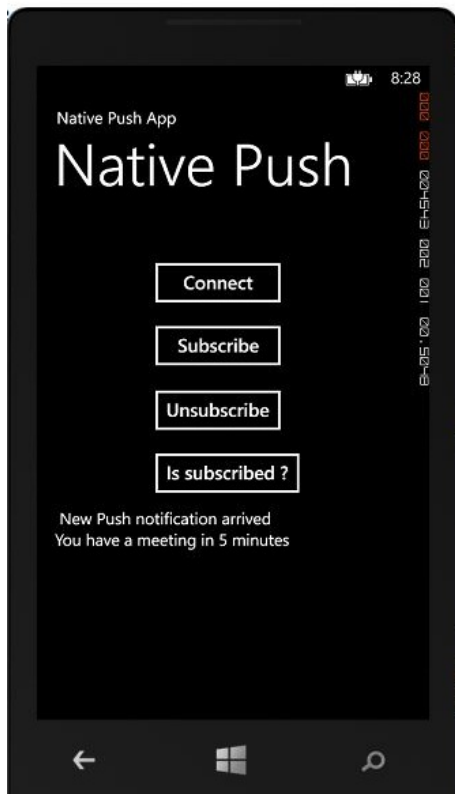 8:28
Native Push App
Native Push
Connect
Subscribe
Unsubscribe
Is subscribed ?
New Push notification arrived
You have a meeting in 5 minutes